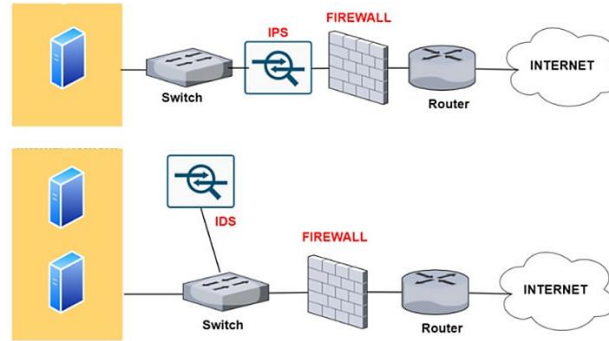 IPS
FIREWALL
INTERNET
Switch
Router
IDS
FIREWALL
INTERNET
Switch
Router